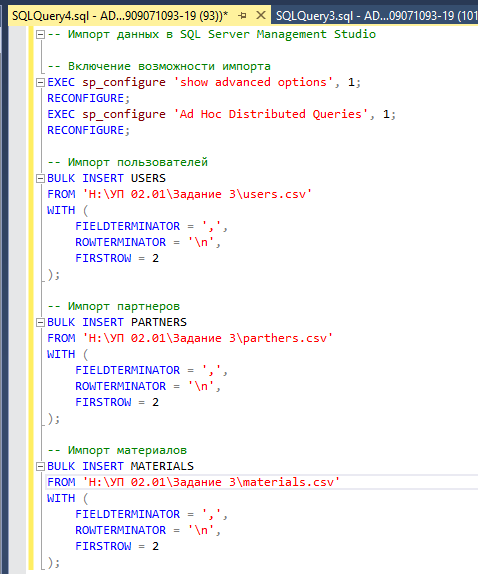 SQLQuery4.sql - AD...909071093-19 (93))*
SQLQuery3.sql - AD...09071093-19 (101
-- Импорт данных в SQL Server Management Studio
-- Включение возможности импорта
EXEC sp_configure 'show advanced options', 1;
RECONFIGURE;
EXEC sp_configure 'Ad Hoc Distributed Queries', 1;
RECONFIGURE;
-- Импорт пользователей
BULK INSERT USERS
FROM 'H:\УП 02.01\Задание 3\users.csv'
WITH (
FIELDTERMINATOR = ',',
ROWTERMINATOR = '\n',
FIRSTROW = 2
);
-- Импорт партнеров
BULK INSERT PARTNERS
FROM 'H:\УП 02.01\Задание 3\parthers.csv'
WITH (
FIELDTERMINATOR = ',',
ROWTERMINATOR = '\n',
FIRSTROW = 2
);
-- Импорт материалов
BULK INSERT MATERIALS
FROM 'H:\УП 02.01\Задание 3\materials.csv'
WITH (
FIELDTERMINATOR = ',',
ROWTERMINATOR = '\n',
FIRSTROW = 2
);